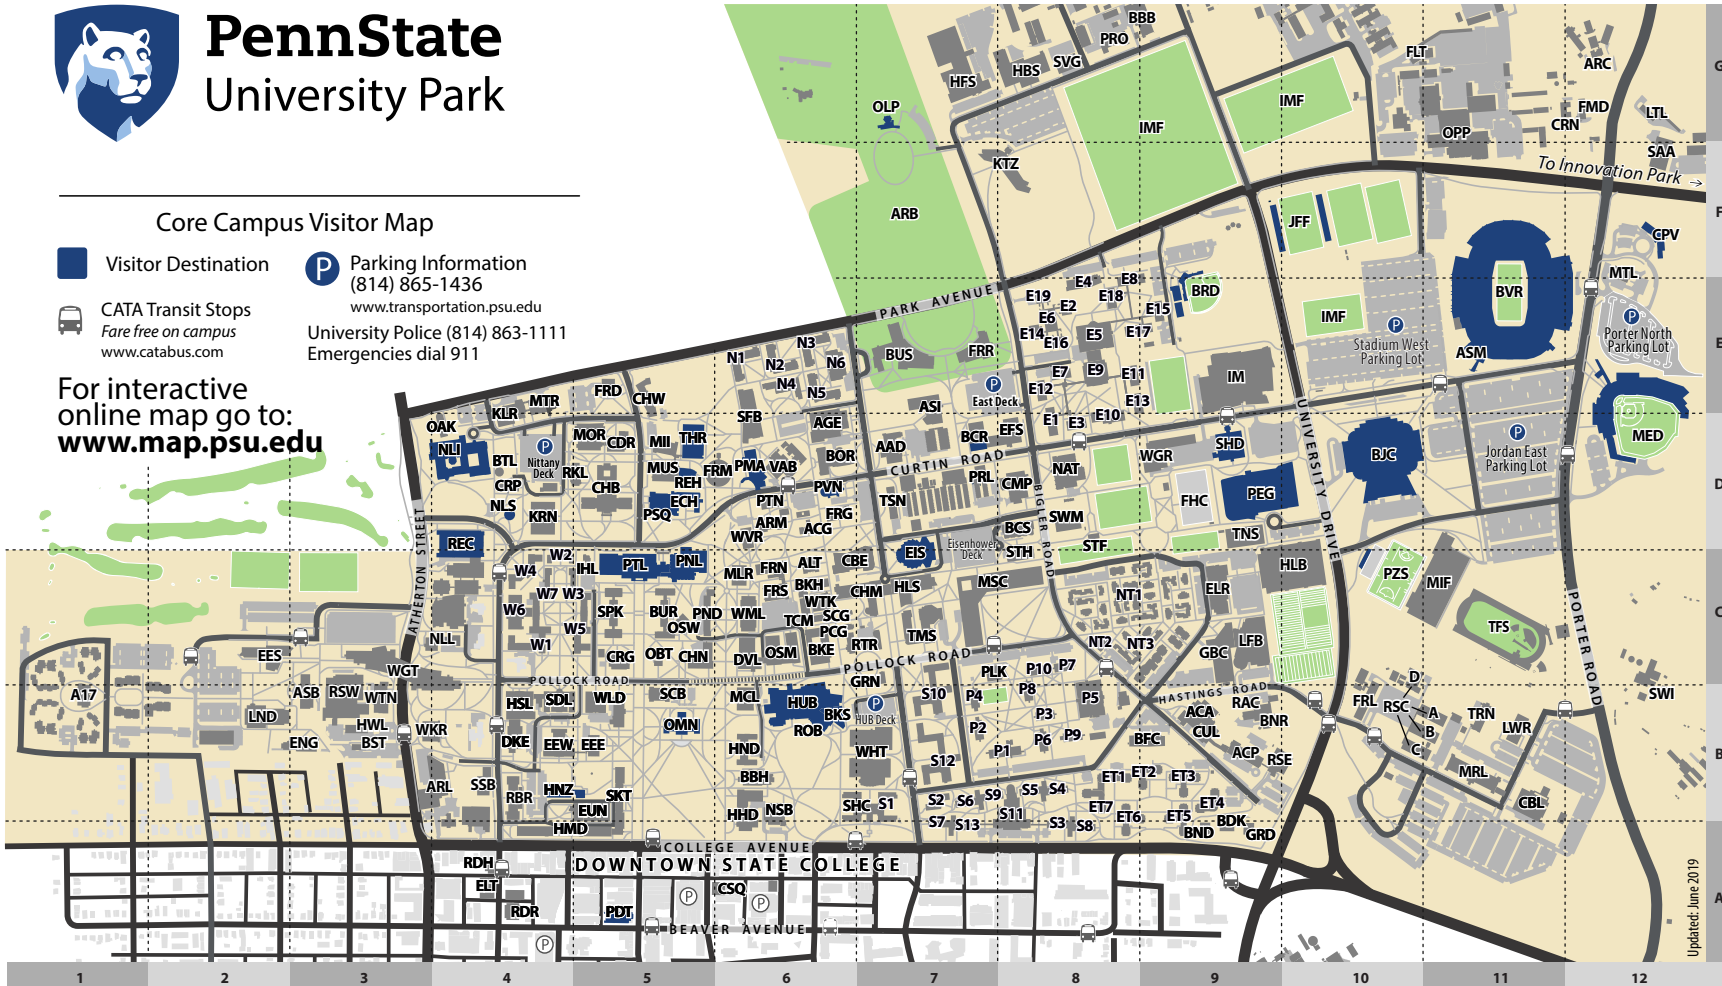 PennState
University Park
Core Campus Visitor Map
Visitor Destination
P
Parking Information
(814) 865-1436
www.transportation.psu.edu
CATA Transit Stops
Fare free on campus
www.catabus.com
University Police (814) 863-1111
Emergencies dial 911
For interactive
online map go to:
www.map.psu.edu
BBB
PRO
FLT
HFS
HBS
SVG
ARC
G
OLP
IMF
IMF
OPP
FMD
CRN
LTL
KTZ
SAA
To Innovation Park →
ARB
JFF
F
CPV
MTL
PARK AVENUE
E4
E8
E19
E2
E18
E6
E15
BRD
BVR
E14
E16
E5
E17
IMF
P
Stadium West
Parking Lot
P
Porter North
Parking Lot
ASM
E
N1
N2
N3
N6
N4
N5
BUS
FRR
E7
E9
E11
E12
E13
IM
P
East Deck
FRD
CHW
MTR
KLR
SFB
AGE
ASI
E1
E3
E10
OAK
NLI
P
Nittany
Deck
BTL
MOR
CDR
MII
THR
AAD
BCR
EFS
SHD
UNIVERSITY DRIVE
BJC
P
Jordan East
Parking Lot
MED
CURTIN ROAD
RKL
MUS
FRM
PMA
VAB
BOR
NAT
WGR
CRP
CHB
REH
PVN
PRL
CMP
D
NLS
KRN
ECH
PSQ
PTN
TSN
FHC
PEG
ARM
ACG
FRG
BIGLER ROAD
SWM
ATHERTON STREET
REC
WVR
BCS
TNS
W2
IHL
PTL
PNL
CBE
EIS
Eisenhower
Deck
STH
STF
W4
MLR
FRN
ALT
HLB
W7
W3
FRS
BKH
CHM
HLS
MSC
NT1
ELR
PZS
MIF
W6
SPK
BUR
PND
WML
WTK
SCG
PORTER ROAD
C
NLL
W5
OSW
TCM
PCG
RTR
TMS
NT2
NT3
LFB
TFS
W1
CRG
OBT
CHN
DVL
OSM
BKE
GBC
EES
WGT
POLLOCK ROAD
POLLOCK ROAD
GRN
PLK
P10
P7
A17
ASB
RSW
WTN
HSL
SDL
WLD
SCB
MCL
HUB
S10
P4
P8
P5
HASTINGS ROAD
RAC
FRL
D
RSC
A
SWI
LND
HWL
WKR
OMN
BKS
P
HUB Deck
P2
P3
ACA
BNR
B
TRN
LWR
ENG
BST
DKE
EEW
EEE
HND
ROB
WHT
P1
P6
P9
BFC
CUL
C
B
ARL
SSB
RBR
HNZ
BBH
S12
ACP
RSE
MRL
SKT
ET1
ET2
ET3
EUN
HHD
NSB
SHC
S1
S2
S6
S9
S5
S4
ET7
ET4
CBL
HMD
S7
S13
S11
S3
S8
ET6
ET5
BDK
BND
GRD
COLLEGE AVENUE
DOWNTOWN STATE COLLEGE
RDH
ELT
CSQ
P
P
RDR
PDT
A
BEAVER AVENUE
P
Updated: June 2019
1
2
3
4
5
6
7
8
9
10
11
12